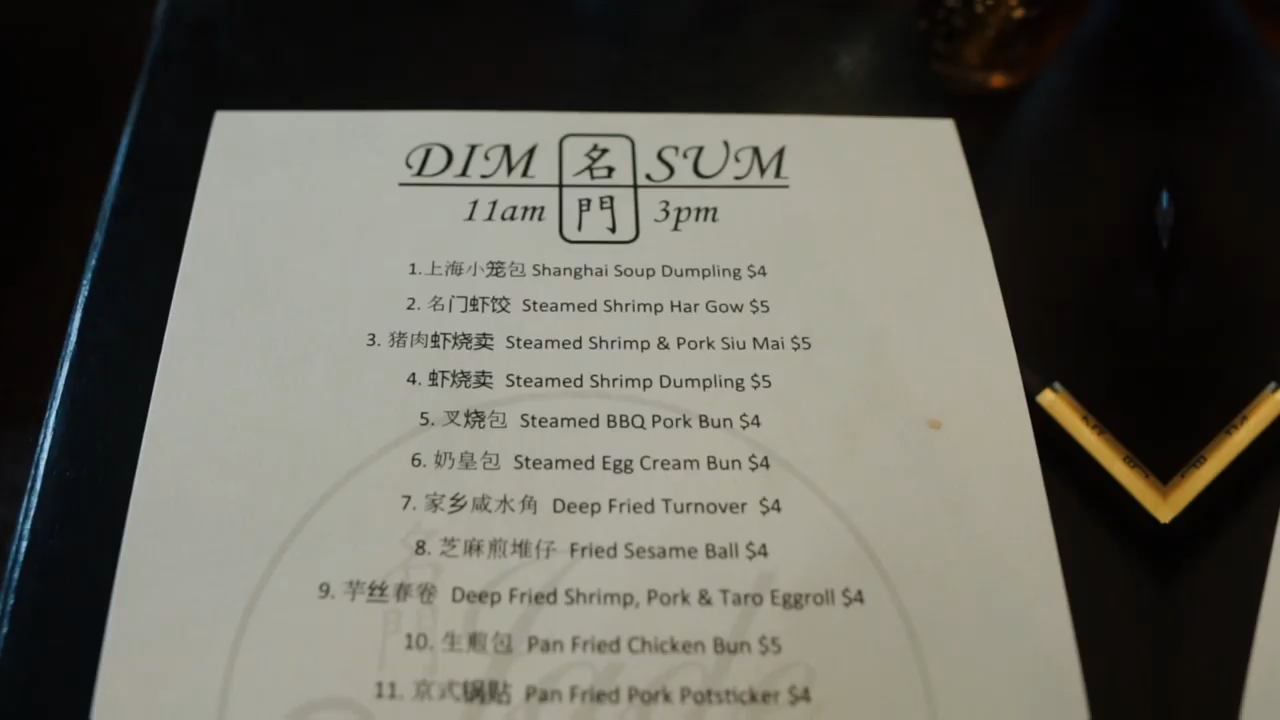 DIM 名門 SUM
11am 3pm
1.上海小笼包 Shanghai Soup Dumpling $4
2. 名门虾饺 Steamed Shrimp Har Gow $5
3. 猪肉虾烧卖 Steamed Shrimp & Pork Siu Mai $5
4. 虾烧卖 Steamed Shrimp Dumpling $5
5. 叉烧包 Steamed BBQ Pork Bun $4
6. 奶皇包 Steamed Egg Cream Bun $4
7. 家乡咸水角 Deep Fried Turnover $4
8. 芝麻煎堆仔 Fried Sesame Ball $4
9. 芋丝春卷 Deep Fried Shrimp, Pork & Taro Eggroll $4
10. 生煎包 Pan Fried Chicken Bun $5
11. 京式锅贴 Pan Fried Pork Potsticker $4